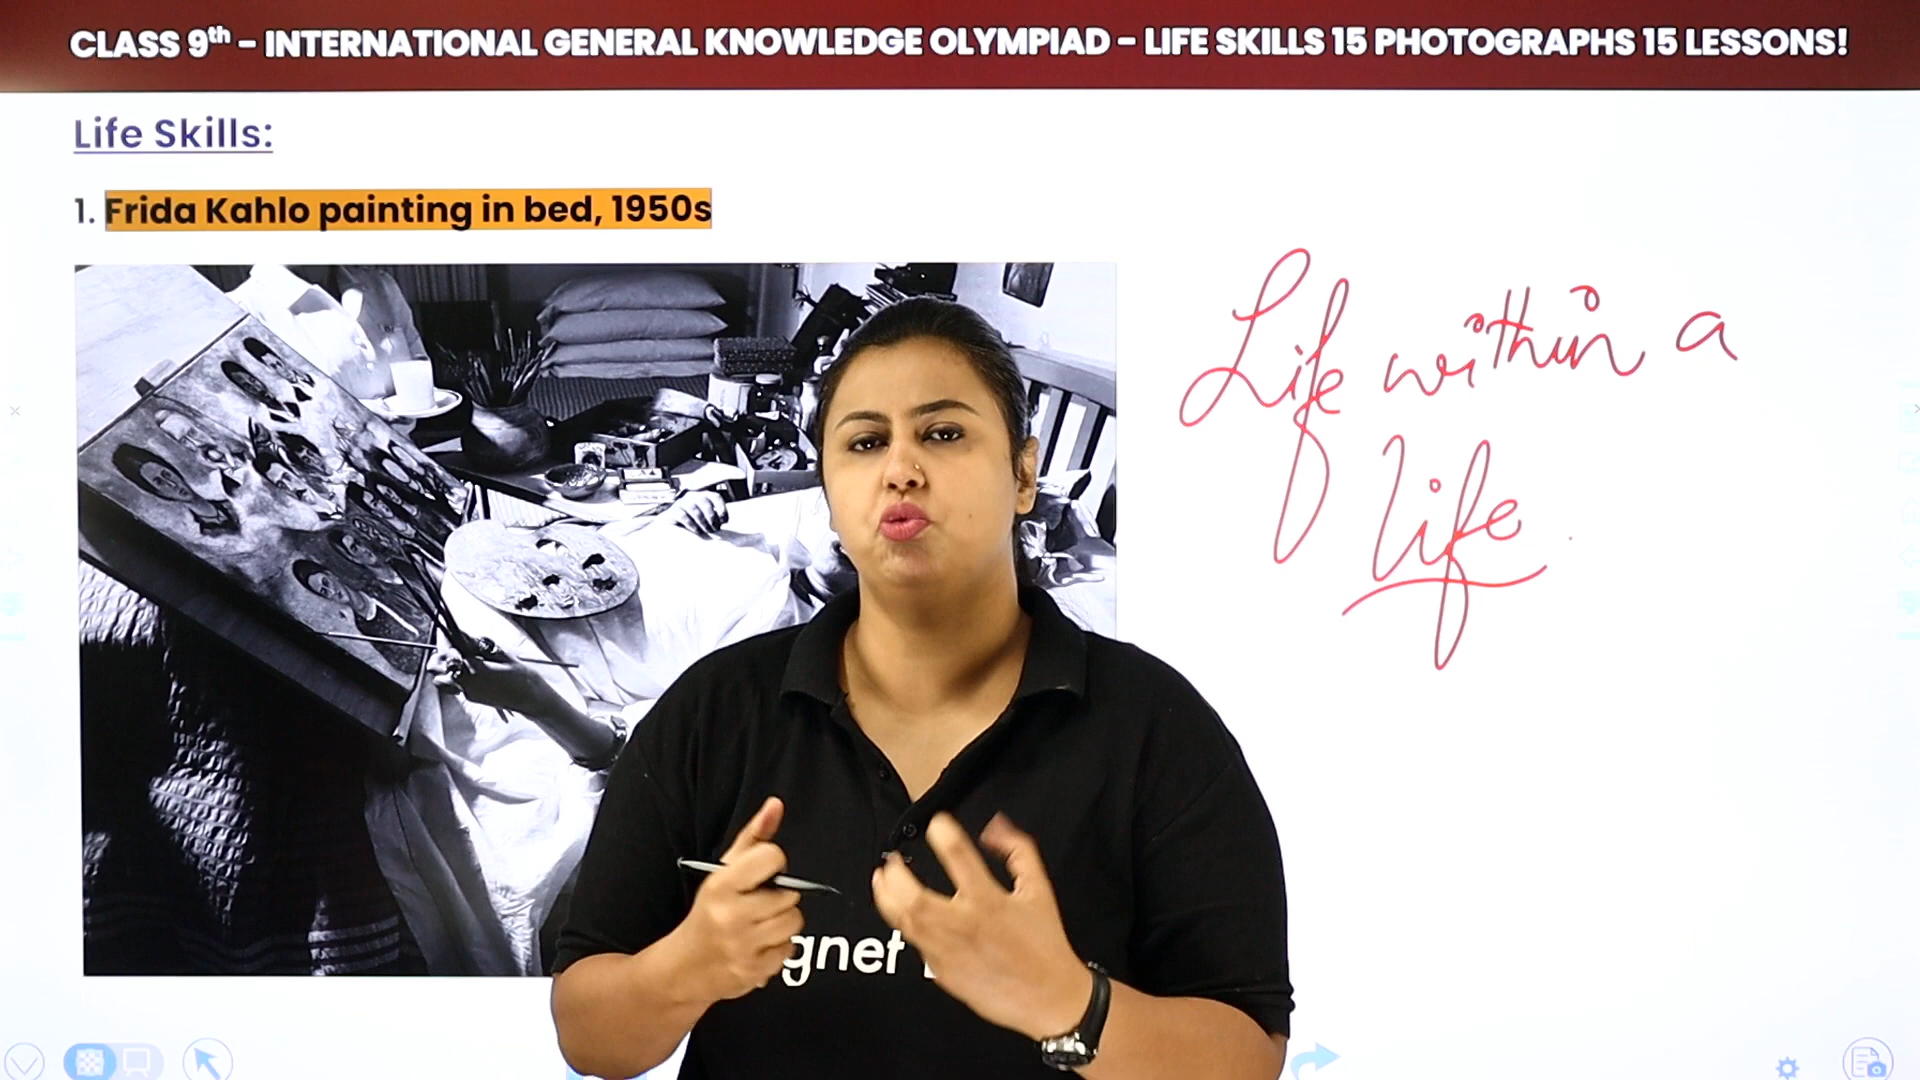 CLASS 9th - INTERNATIONAL GENERAL KNOWLEDGE OLYMPIAD - LIFE SKILLS 15 PHOTOGRAPHS 15 LESSONS!
Life Skills:
1. Frida Kahlo painting in bed, 1950s
Life within a
Life
gnet